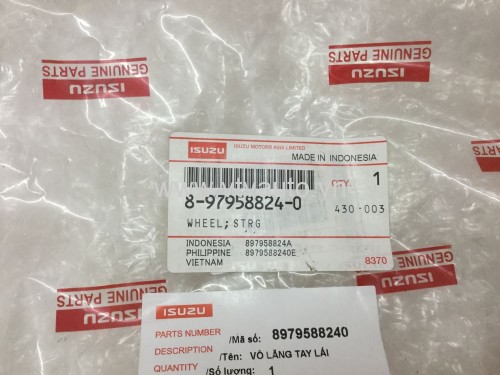 ISUZU
GENUINE PARTS
ISUZU
GENUINE PARTS
ISUZU ISUZU MOTORS ASIA LIMITED
MADE IN INDONESIA
QTY. 1
8-97958824-0
430-003
WHEEL; STRG
INDONESIA 897958824A
PHILIPPINE 8979588240E
VIETNAM
8370
GENUINE PARTS
ISUZU
GENUINE PARTS
ISUZU
ISUZU
PARTS NUMBER /Mã số: 8979588240
DESCRIPTION /Tên: VÔ LĂNG TAY LÁI
QUANTITY /Số lượng: 1